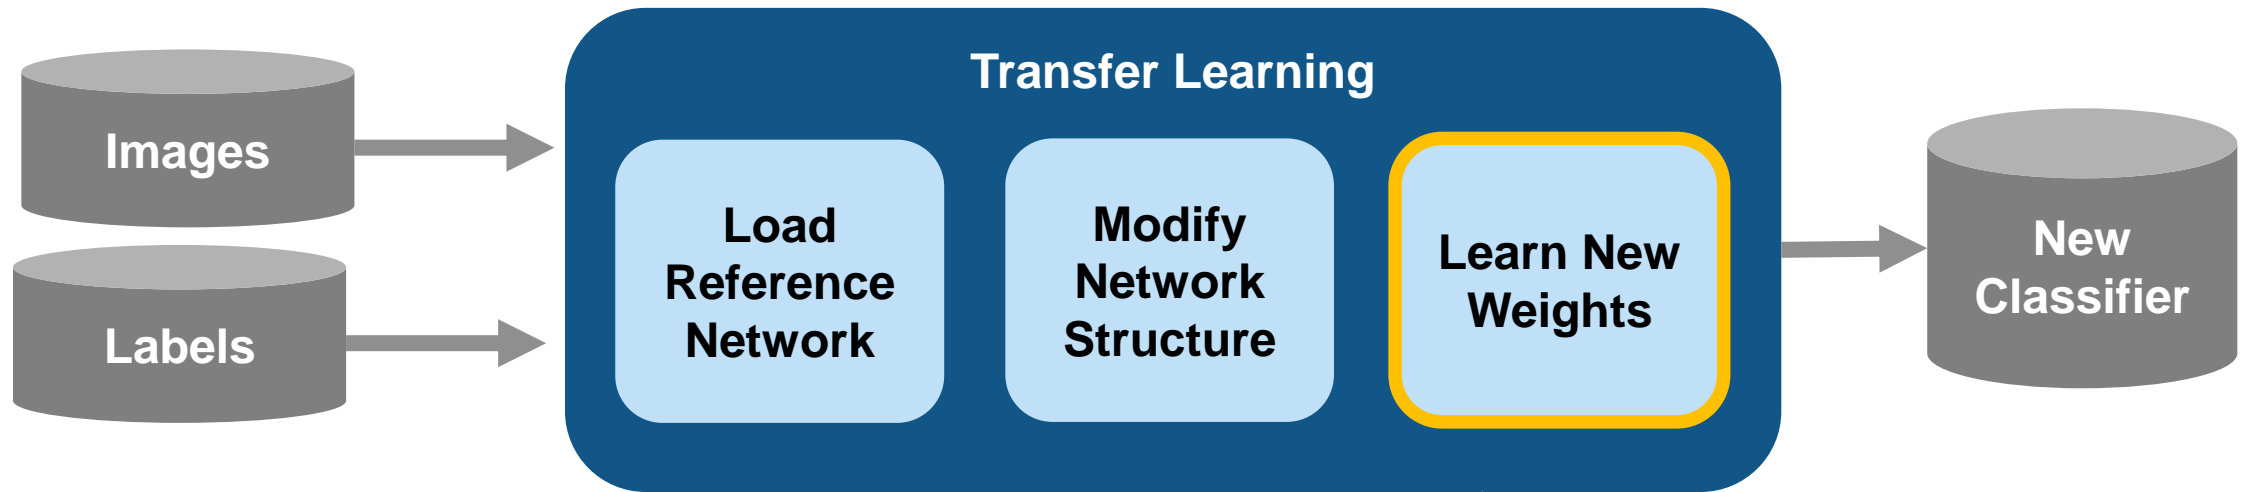 Images
Labels
Transfer Learning
Load
Reference
Network
Modify
Network
Structure
Learn New
Weights
New
Classifier